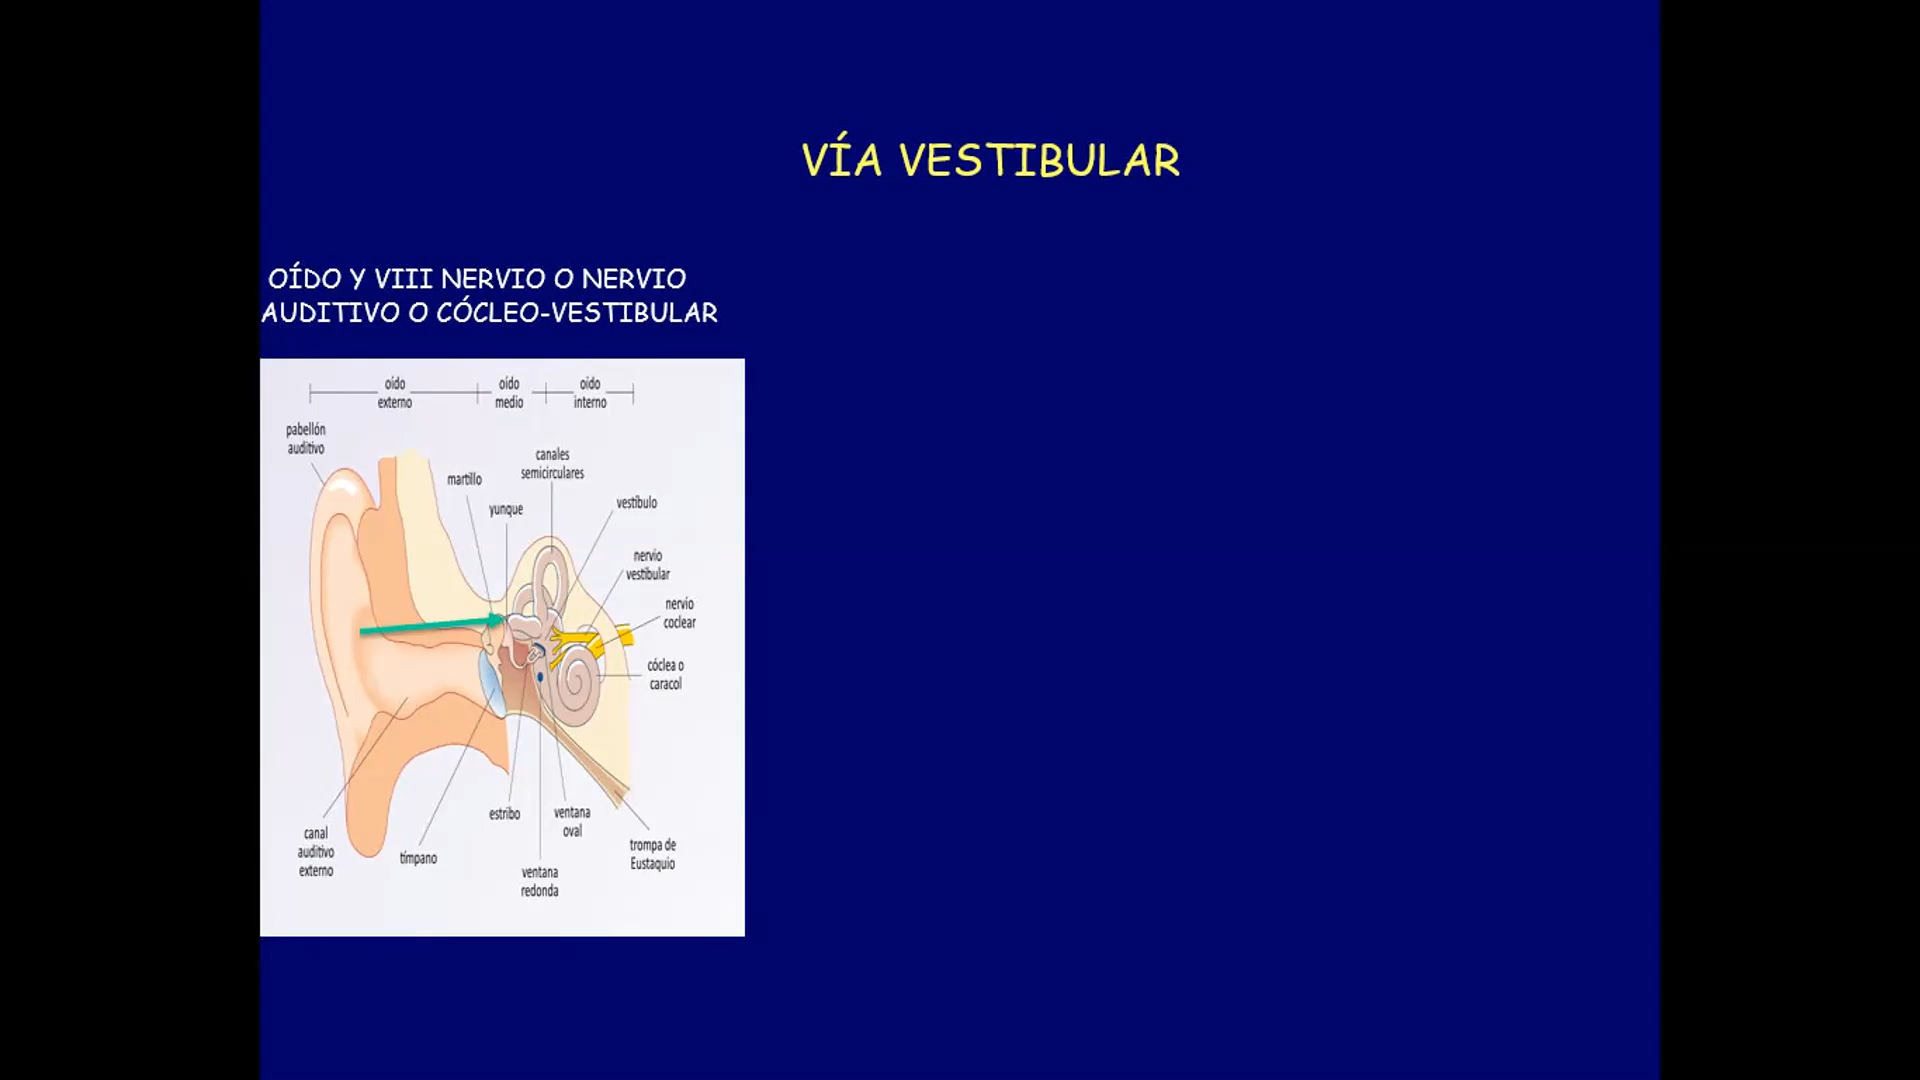 VÍA VESTIBULAR
OÍDO Y VIII NERVIO O NERVIO
AUDITIVO O CÓCLEO-VESTIBULAR
oído
externo
oído
medio
oido
interno
pabellón
auditivo
canales
semicirculares
martillo
yunque
vestíbulo
nervio
vestibular
nervio
coclear
cóclea o
caracol
estribo
ventana
oval
canal
auditivo
externo
tímpano
trompa de
Eustaquio
ventana
redonda